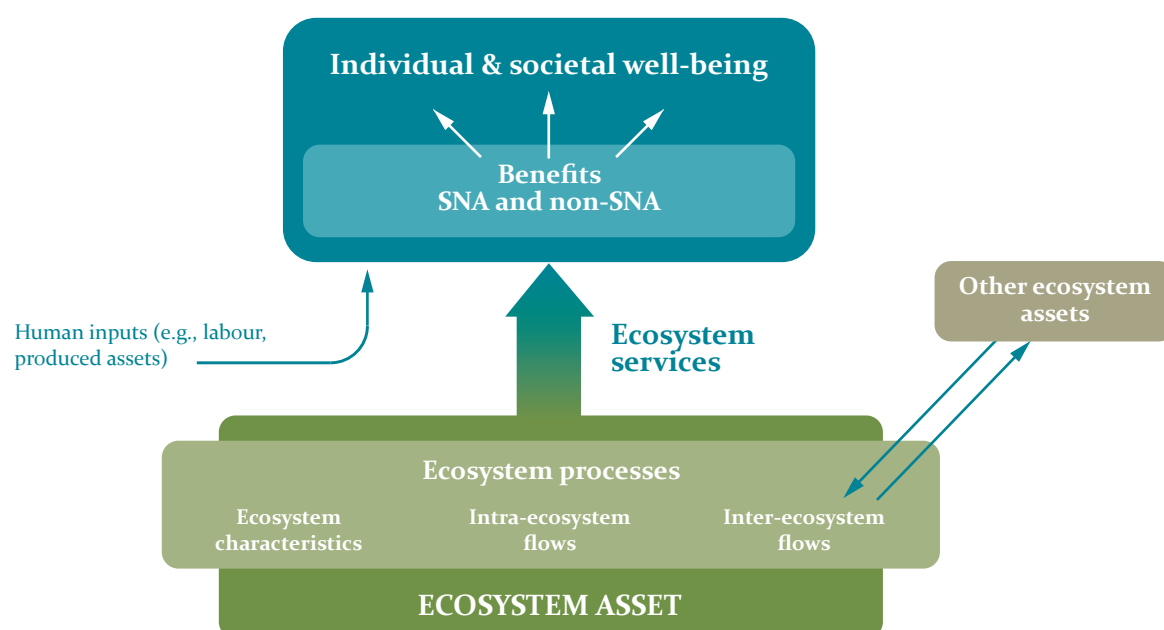 Individual & societal well-being
Benefits
SNA and non-SNA
Human inputs (e.g., labour,
produced assets)
Ecosystem
services
Other ecosystem
assets
Ecosystem processes
Ecosystem
characteristics
Intra-ecosystem
flows
Inter-ecosystem
flows
ECOSYSTEM ASSET